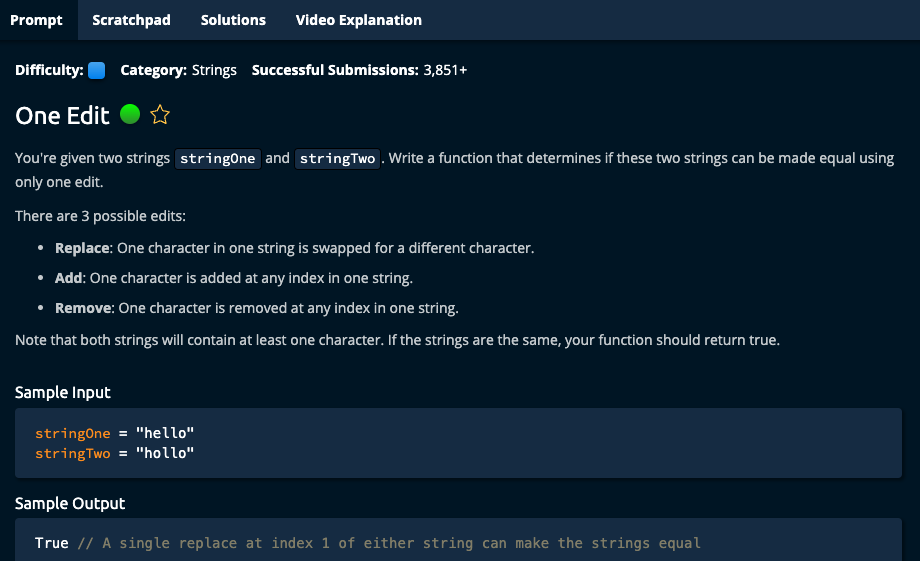 Prompt Scratchpad Solutions Video Explanation
Difficulty: Category: Strings Successful Submissions: 3,851+
One Edit
You're given two strings stringOne and stringTwo. Write a function that determines if these two strings can be made equal using
only one edit.
There are 3 possible edits:
• Replace: One character in one string is swapped for a different character.
• Add: One character is added at any index in one string.
• Remove: One character is removed at any index in one string.
Note that both strings will contain at least one character. If the strings are the same, your function should return true.
Sample Input
stringOne = "hello"
stringTwo = "hollo"
Sample Output
True // A single replace at index 1 of either string can make the strings equal